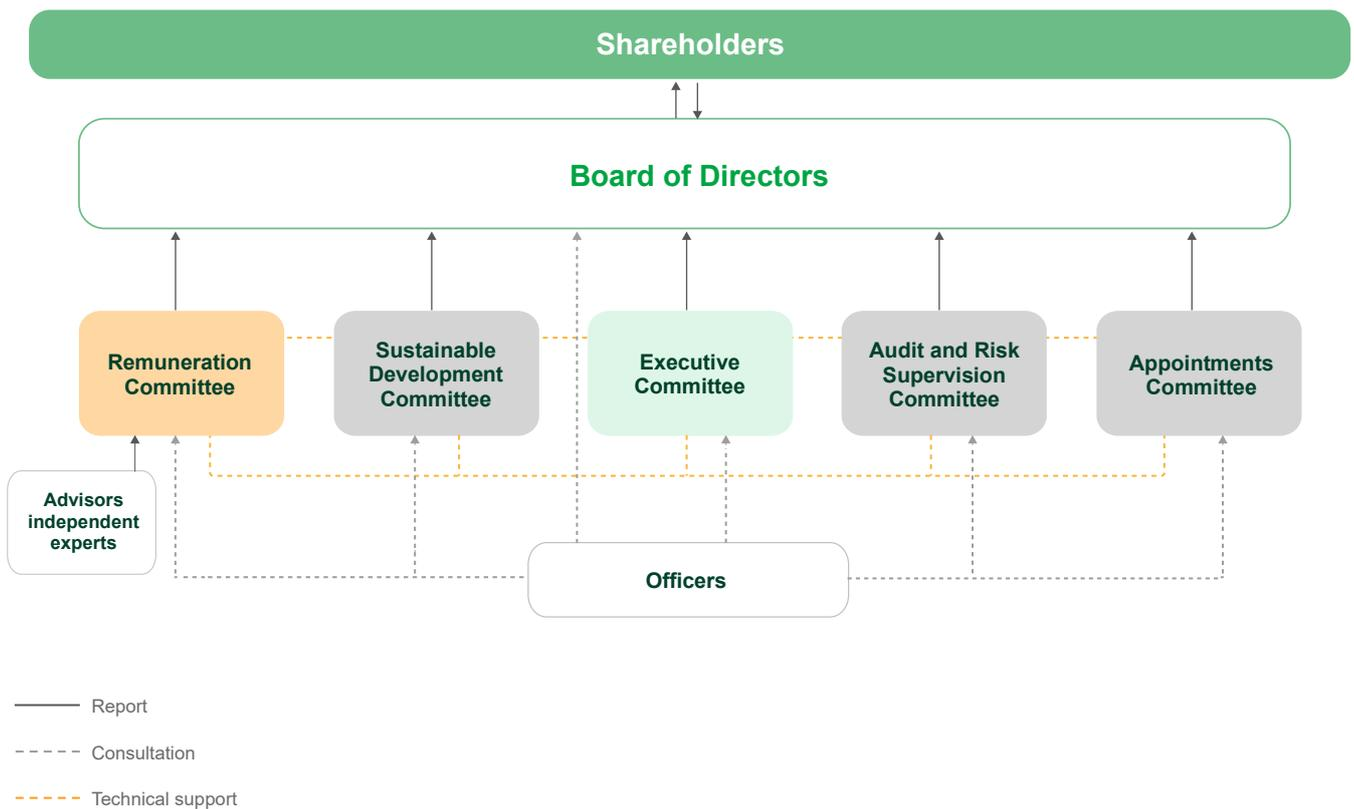 Shareholders
Board of Directors
Remuneration
Committee
Sustainable
Development
Committee
Executive
Committee
Audit and Risk
Supervision
Committee
Appointments
Committee
Advisors
independent
experts
Officers
Report
Consultation
Technical support